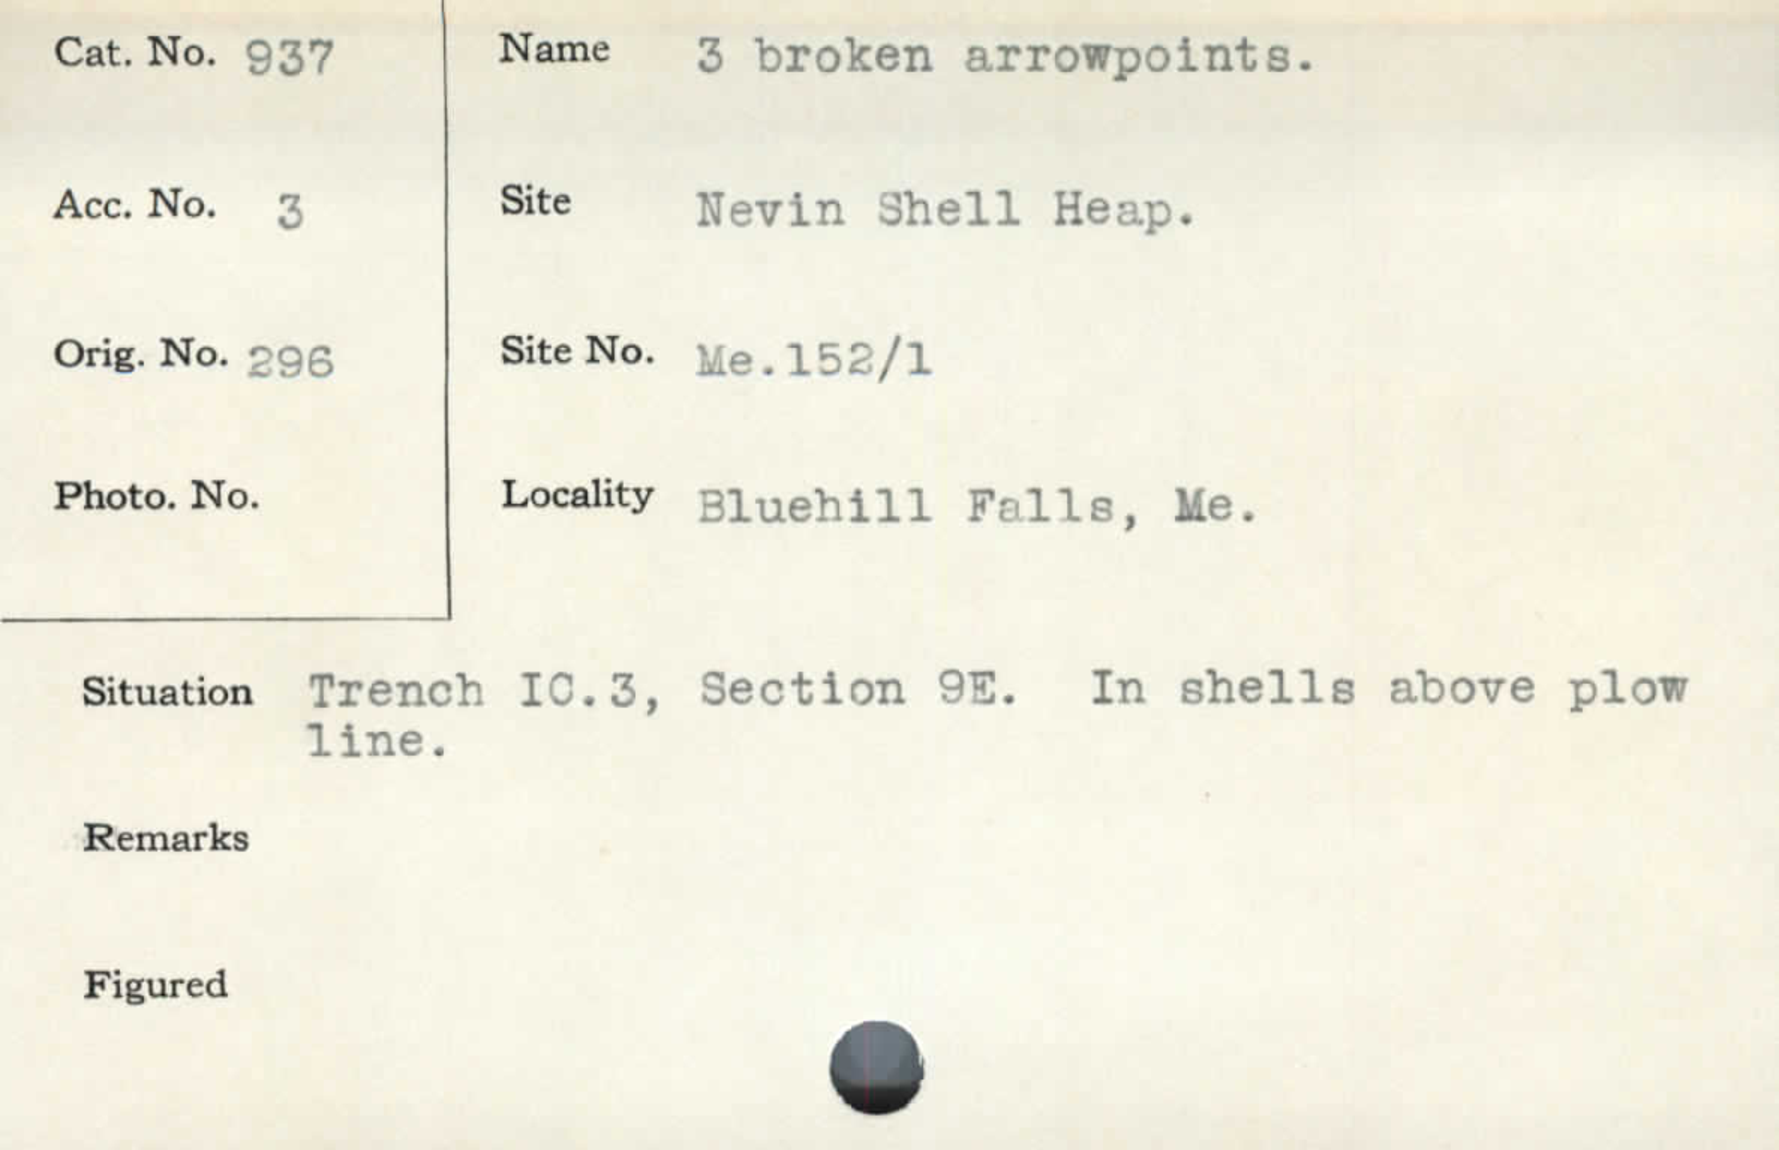 Cat. No. 937
Name 3 broken arrowpoints.
Acc. No. 3
Site Nevin Shell Heap.
Orig. No. 296
Site No. Me.152/1
Photo. No.
Locality Bluehill Falls, Me.
Situation Trench IC.3, Section 9E. In shells above plow
line.
Remarks
Figured